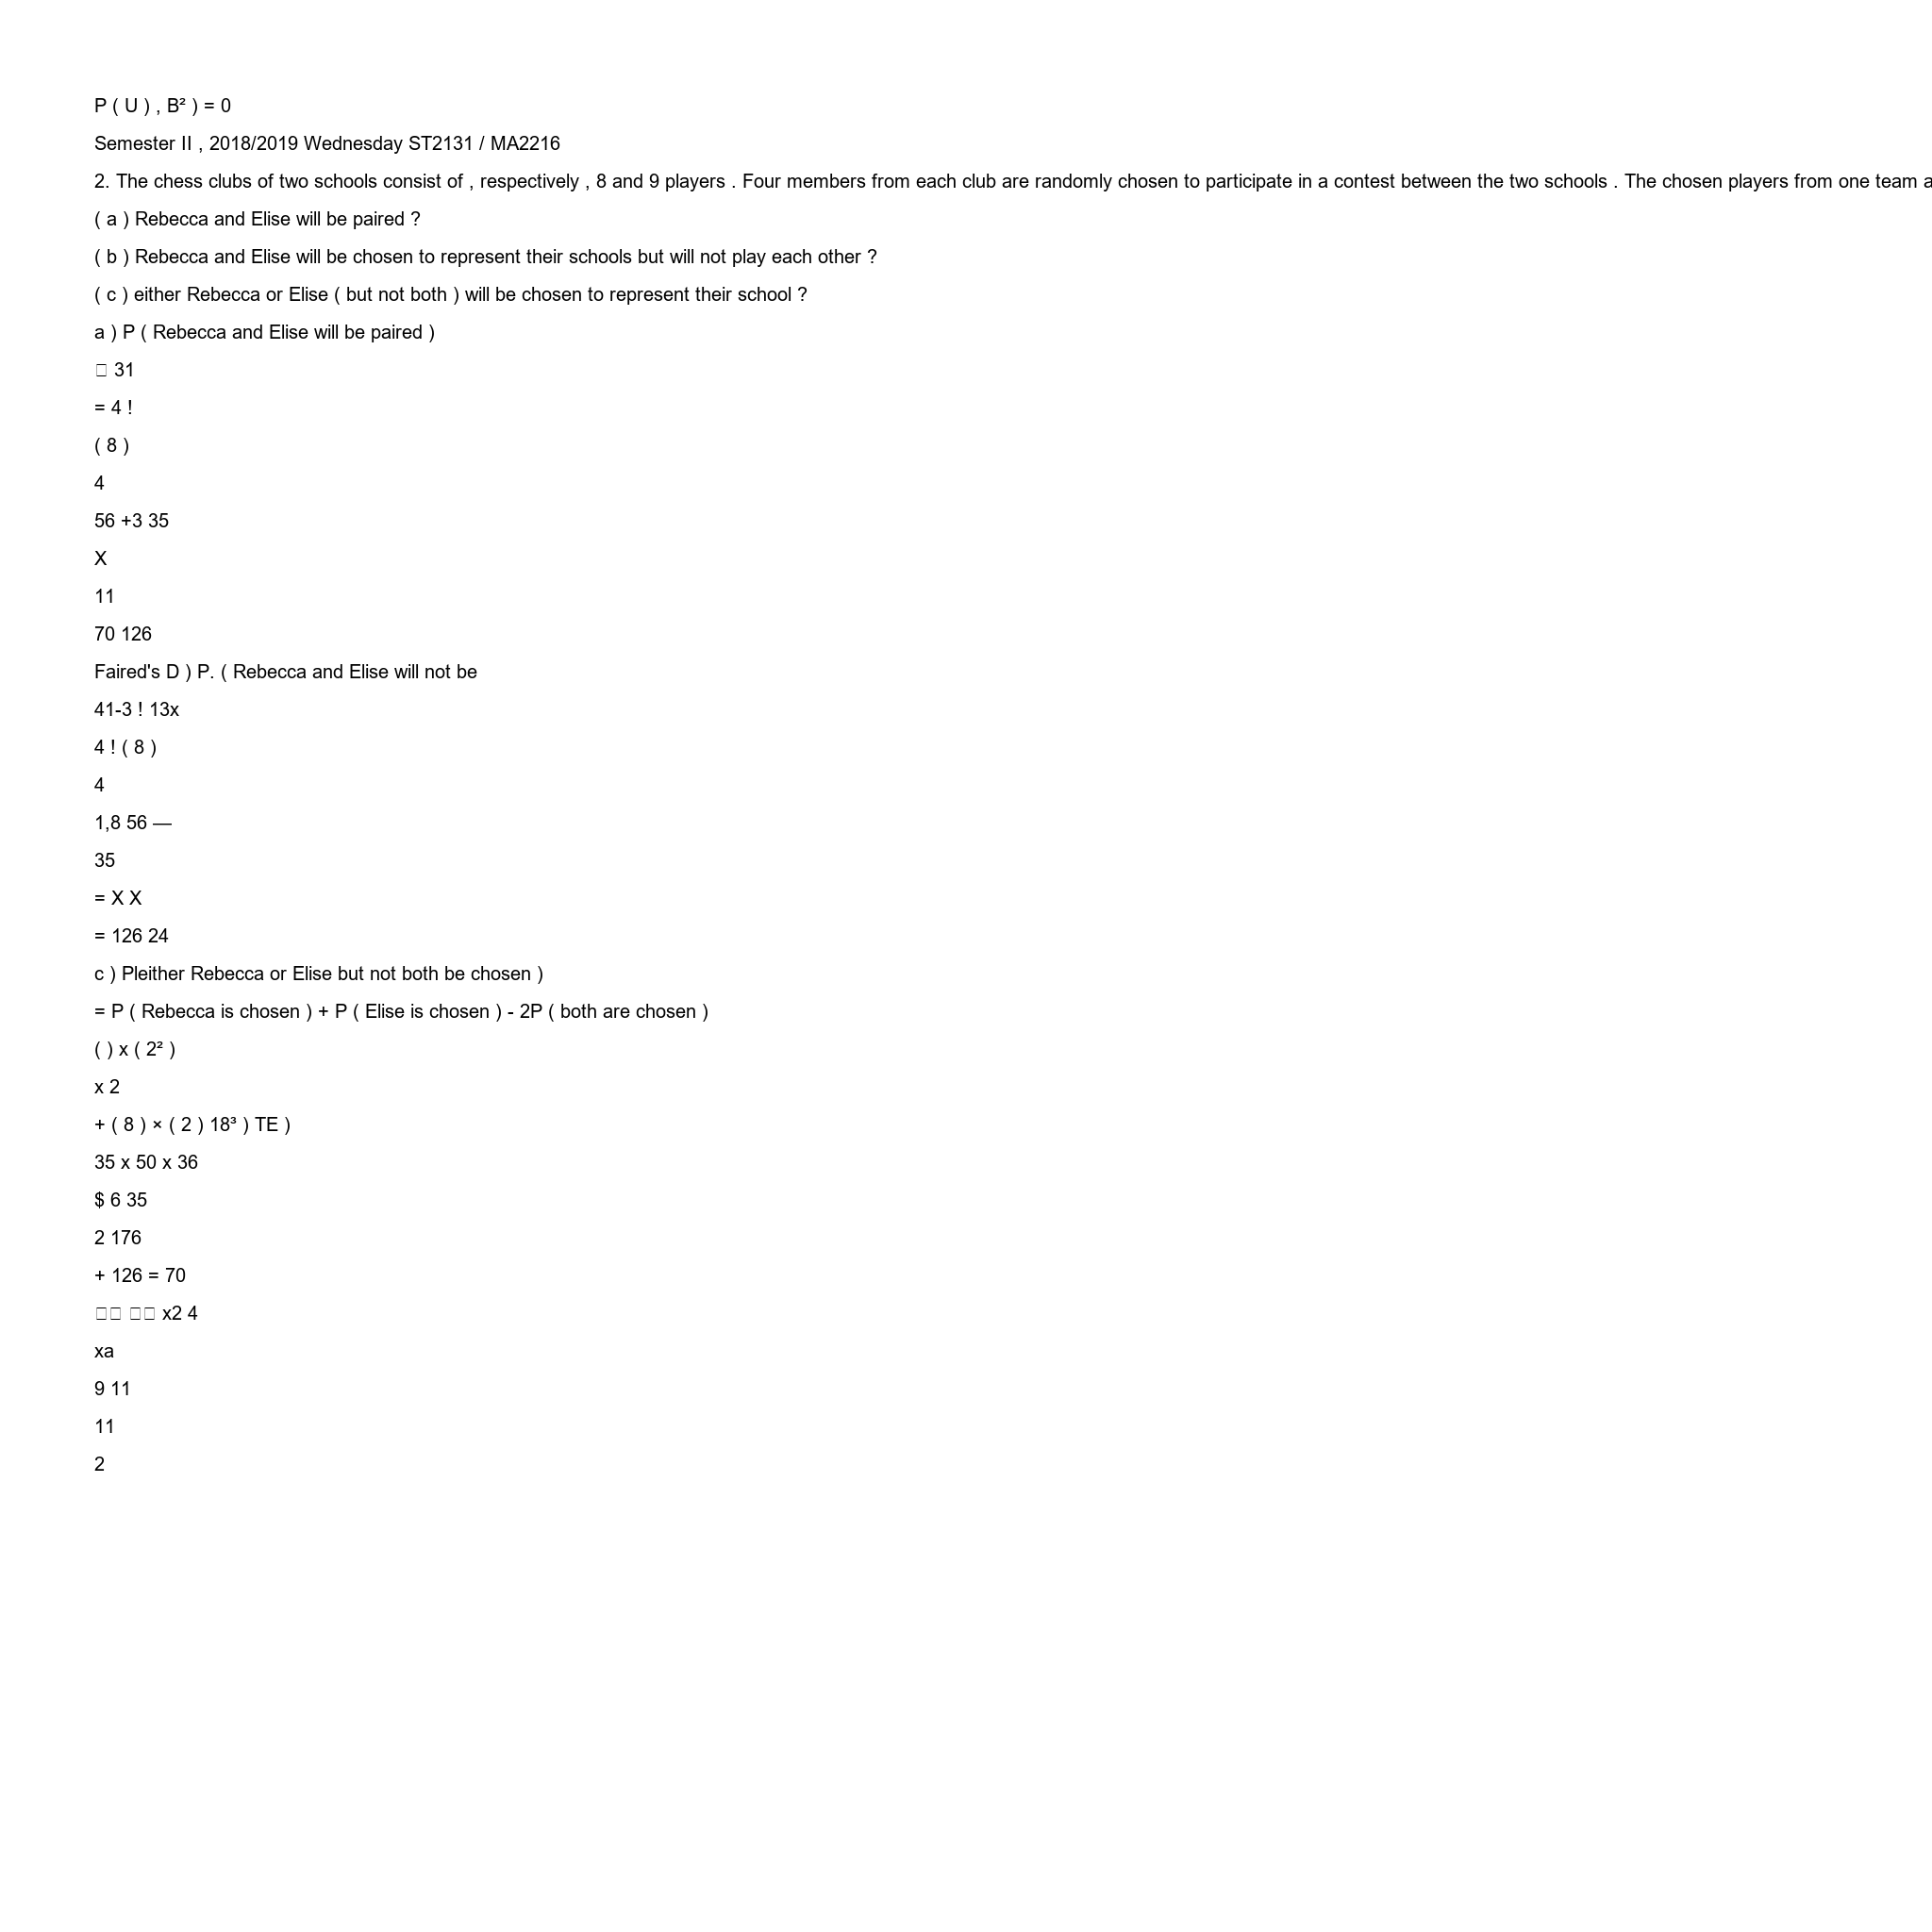 P ( U ) , B² ) = 0
Semester II , 2018/2019 Wednesday ST2131 / MA2216
2. The chess clubs of two schools consist of , respectively , 8 and 9 players . Four members from each club are randomly chosen to participate in a contest between the two schools . The chosen players from one team a
( a ) Rebecca and Elise will be paired ?
( b ) Rebecca and Elise will be chosen to represent their schools but will not play each other ?
( c ) either Rebecca or Elise ( but not both ) will be chosen to represent their school ?
a ) P ( Rebecca and Elise will be paired )
31
= 4 !
( 8 )
4
56 +3 35
X
11
70 126
Faired's D ) P. ( Rebecca and Elise will not be
41-3 ! 13x
4 ! ( 8 )
4
1,8 56 —
35
= X X
= 126 24
c ) Pleither Rebecca or Elise but not both be chosen )
= P ( Rebecca is chosen ) + P ( Elise is chosen ) - 2P ( both are chosen )
( ) x ( 2² )
x 2
+ ( 8 ) × ( 2 ) 18³ ) TE )
35 x 50 x 36
$ 6 35
2 176
+ 126 = 70
x2 4
xa
9 11
11
2